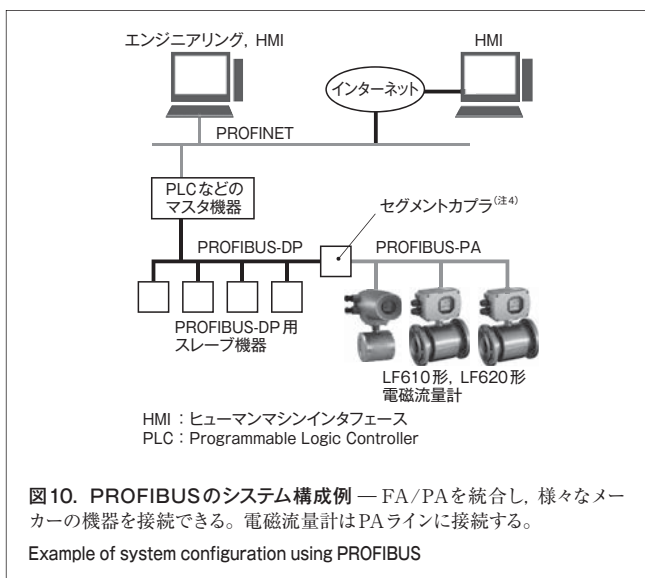 エンジニアリング, HMI
HMI
インターネット
PROFINET
PLCなどの
マスタ機器
セグメントカプラ(注4)
PROFIBUS-DP
PROFIBUS-PA
PROFIBUS-DP用
スレーブ機器
LF610形, LF620形
電磁流量計
HMI：ヒューマンマシンインタフェース
PLC：Programmable Logic Controller
図10. PROFIBUSのシステム構成例 — FA/PAを統合し, 様々なメー
カーの機器を接続できる。電磁流量計はPAラインに接続する。
Example of system configuration using PROFIBUS